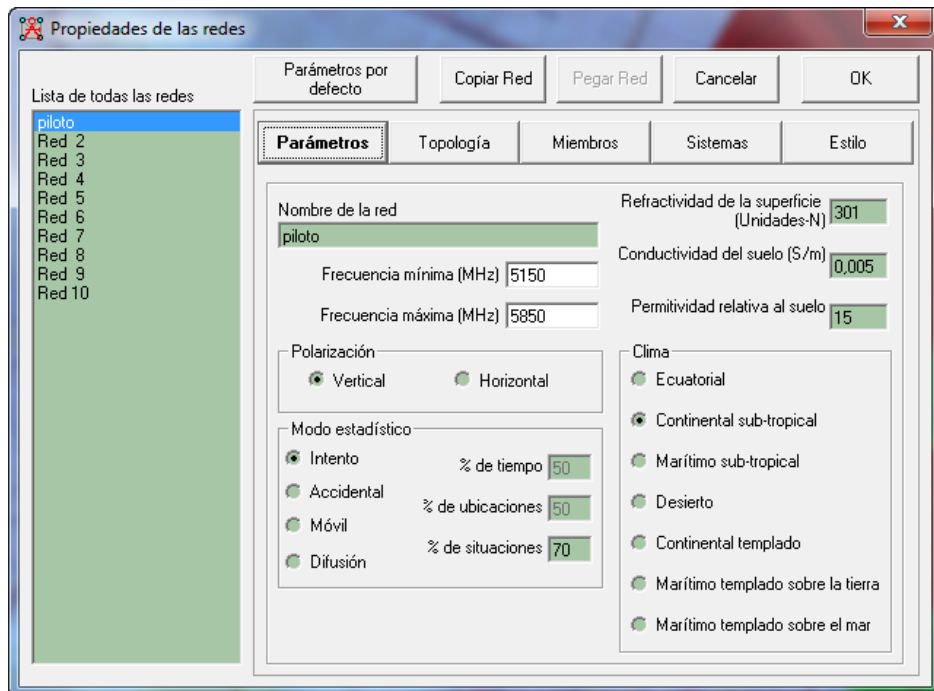 Propiedades de las redes
Lista de todas las redes
piloto
Red 2
Red 3
Red 4
Red 5
Red 6
Red 7
Red 8
Red 9
Red 10
Parámetros por
defecto
Copiar Red
Pegar Red
Cancelar
OK
Parámetros
Topología
Miembros
Sistemas
Estilo
Nombre de la red
piloto
Frecuencia mínima (MHz) 5150
Frecuencia máxima (MHz) 5850
Refractividad de la superficie
(Unidades-N) 301
Conductividad del suelo (S/m) 0,005
Permitividad relativa al suelo 15
Polarización
Vertical
Horizontal
Modo estadístico
Intento
Accidental
Móvil
Difusión
% de tiempo 50
% de ubicaciones 50
% de situaciones 70
Clima
Ecuatorial
Continental sub-tropical
Marítimo sub-tropical
Desierto
Continental templado
Marítimo templado sobre la tierra
Marítimo templado sobre el mar